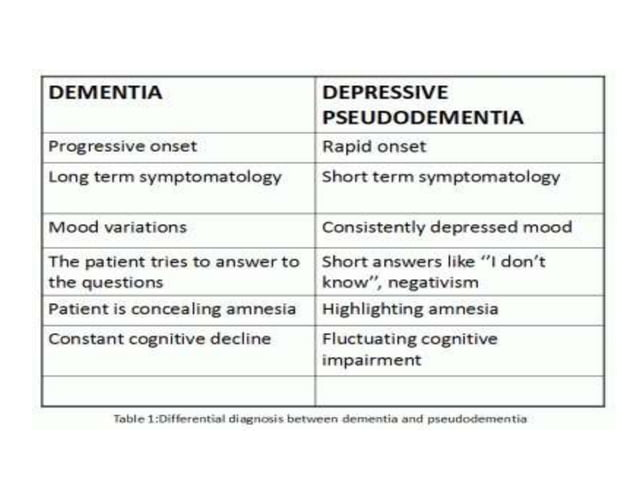 DEMENTIA
DEPRESSIVE
PSEUDODEMENTIA
Progressive onset
Rapid onset
Long term symptomatology
Short term symptomatology
Mood variations
Consistently depressed mood
The patient tries to answer to
the questions
Short answers like ‘’I don’t
know’’, negativism
Patient is concealing amnesia
Highlighting amnesia
Constant cognitive decline
Fluctuating cognitive
impairment
Table 1:Differential diagnosis between dementia and pseudodementia